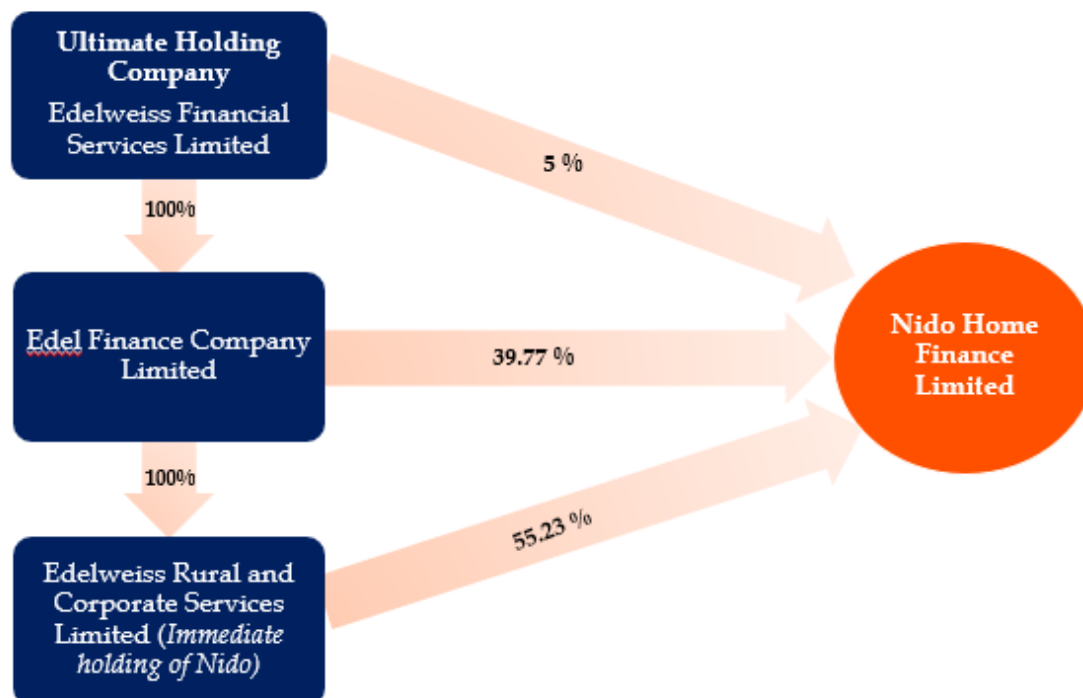 Ultimate Holding
Company
Edelweiss Financial
Services Limited
5 %
100%
Edel Finance Company
Limited
39.77 %
Nido Home
Finance
Limited
100%
55.23 %
Edelweiss Rural and
Corporate Services
Limited (Immediate
holding of Nido)